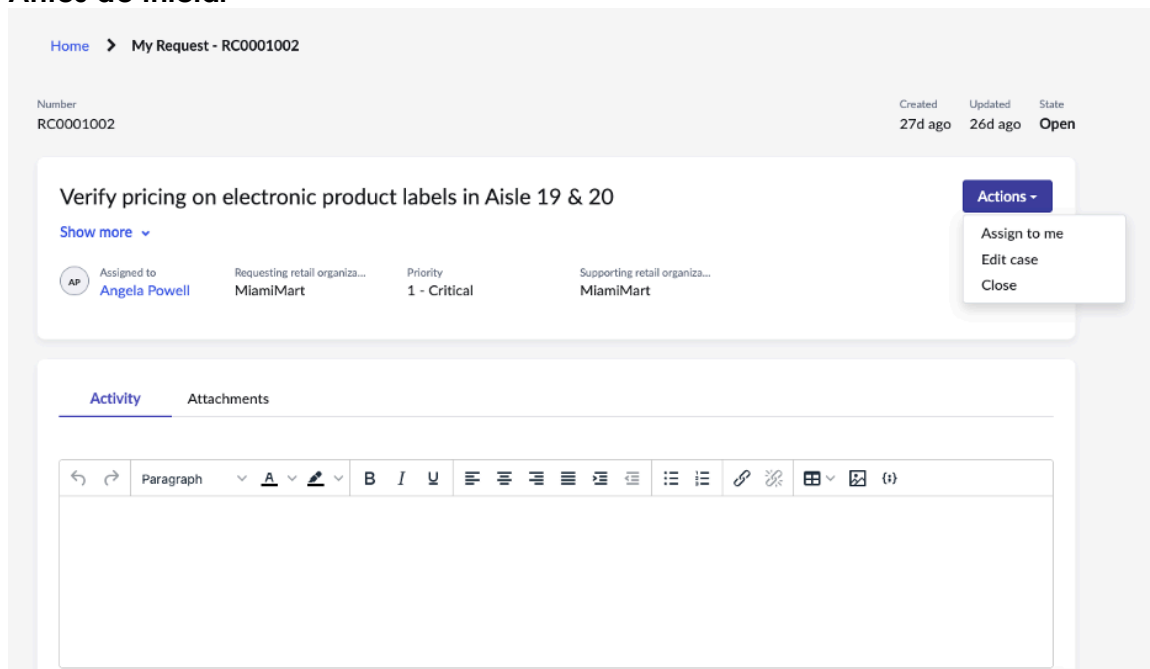 Home > My Request - RC0001002
Number
Created Updated State
RC0001002
27d ago 26d ago Open
Verify pricing on electronic product labels in Aisle 19 & 20
Actions
Show more
Assign to me
Edit case
Close
Assigned to Requesting retail organiza... Priority Supporting retail organiza...
AP Angela Powell MiamiMart 1 - Critical MiamiMart
Activity Attachments
Paragraph A B I U